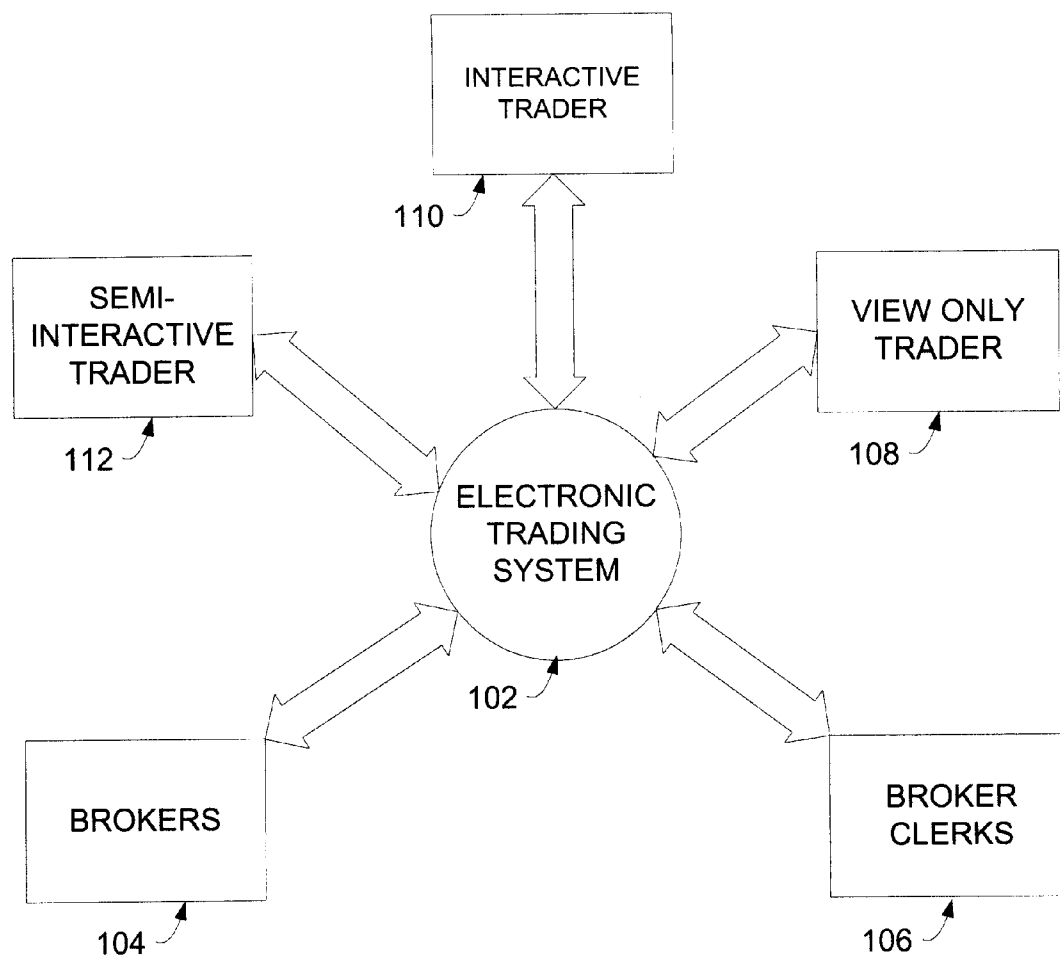 INTERACTIVE
TRADER
110
SEMI-
INTERACTIVE
TRADER
112
VIEW ONLY
TRADER
108
ELECTRONIC
TRADING
SYSTEM
102
BROKERS
104
BROKER
CLERKS
106